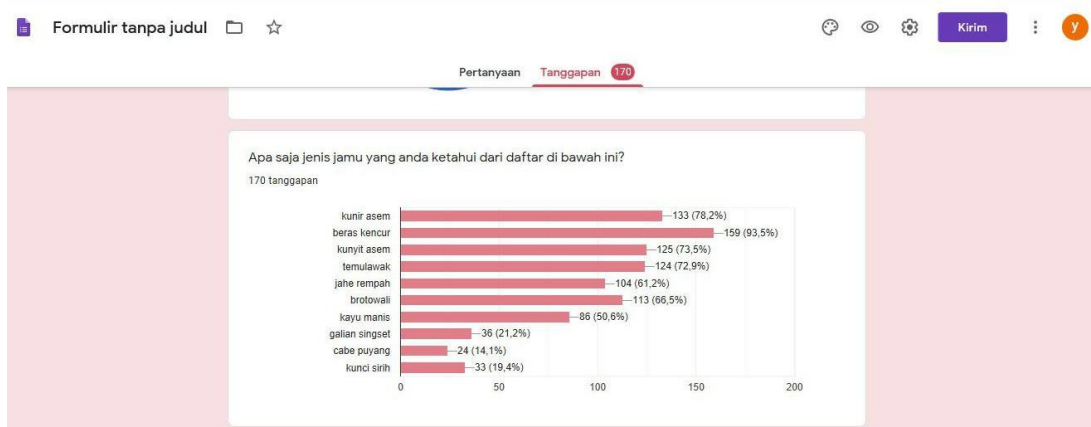 Formulir tanpa judul
Kirim
y
Pertanyaan Tanggapan 170
Apa saja jenis jamu yang anda ketahui dari daftar di bawah ini?
170 tanggapan
kunir asem 133 (78,2%)
beras kencur 159 (93,5%)
kunyit asem 125 (73,5%)
temulawak 124 (72,9%)
jahe rempah 104 (61,2%)
brotowali 113 (66,5%)
kayu manis 86 (50,6%)
galian singset 36 (21,2%)
cabe puyang 24 (14,1%)
kunci sirih 33 (19,4%)
0 50 100 150 200